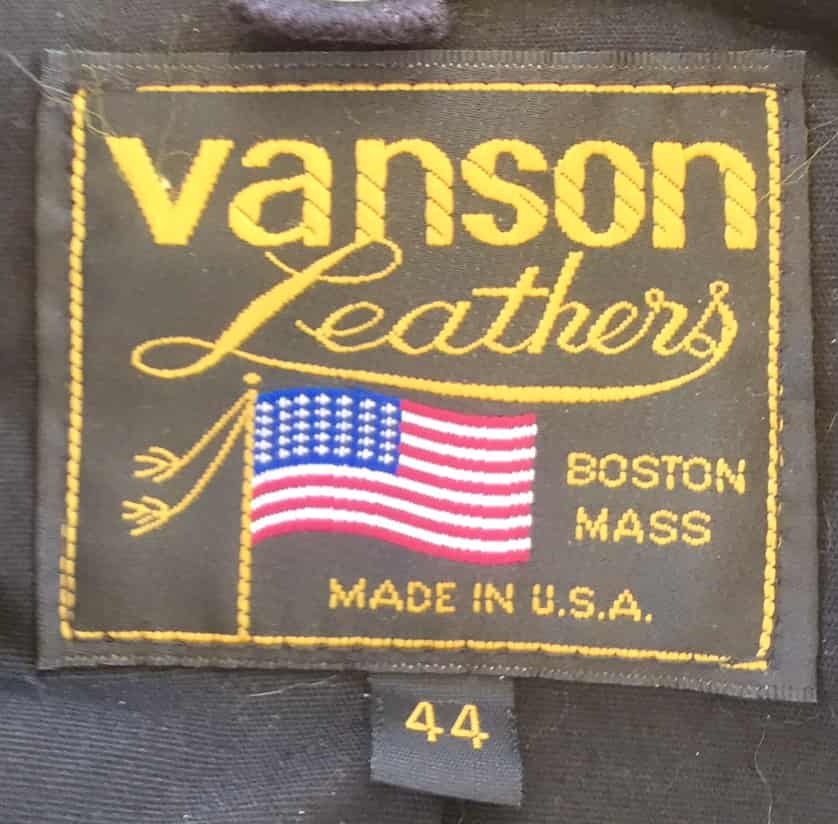 vanson
Leathers
BOSTON
MASS
MADE IN U.S.A.
44